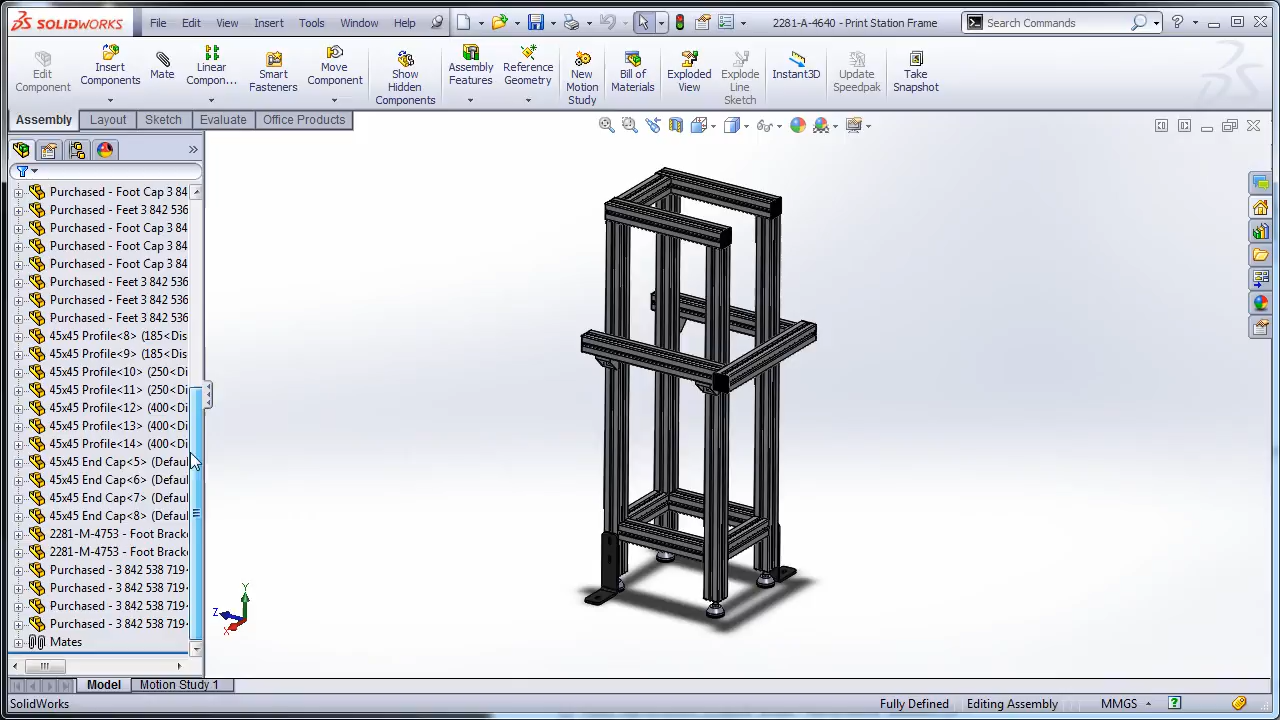 SOLIDWORKS File Edit View Insert Tools Window Help 2281-A-4640 - Print Station Frame Search Commands
Edit Component
Insert Components
Mate
Linear Compon...
Smart Fasteners
Move Component
Show Hidden Components
Assembly Features
Reference Geometry
New Motion Study
Bill of Materials
Exploded View
Explode Line Sketch
Instant3D
Update Speedpak
Take Snapshot
Assembly Layout Sketch Evaluate Office Products
Purchased - Foot Cap 3 84
Purchased - Feet 3 842 536
Purchased - Foot Cap 3 84
Purchased - Foot Cap 3 84
Purchased - Foot Cap 3 84
Purchased - Feet 3 842 536
Purchased - Feet 3 842 536
Purchased - Feet 3 842 536
45x45 Profile<8> (185<Dis
45x45 Profile<9> (185<Dis
45x45 Profile<10> (250<Di
45x45 Profile<11> (250<Di
45x45 Profile<12> (400<Di
45x45 Profile<13> (400<Di
45x45 Profile<14> (400<Di
45x45 End Cap<5> (Defaul
45x45 End Cap<6> (Defaul
45x45 End Cap<7> (Defaul
45x45 End Cap<8> (Defaul
2281-M-4753 - Foot Bracke
2281-M-4753 - Foot Bracke
Purchased - 3 842 538 719<
Purchased - 3 842 538 719<
Purchased - 3 842 538 719<
Purchased - 3 842 538 719<
Mates
Y
Z
X
Model Motion Study 1
SolidWorks Fully Defined Editing Assembly MMGS